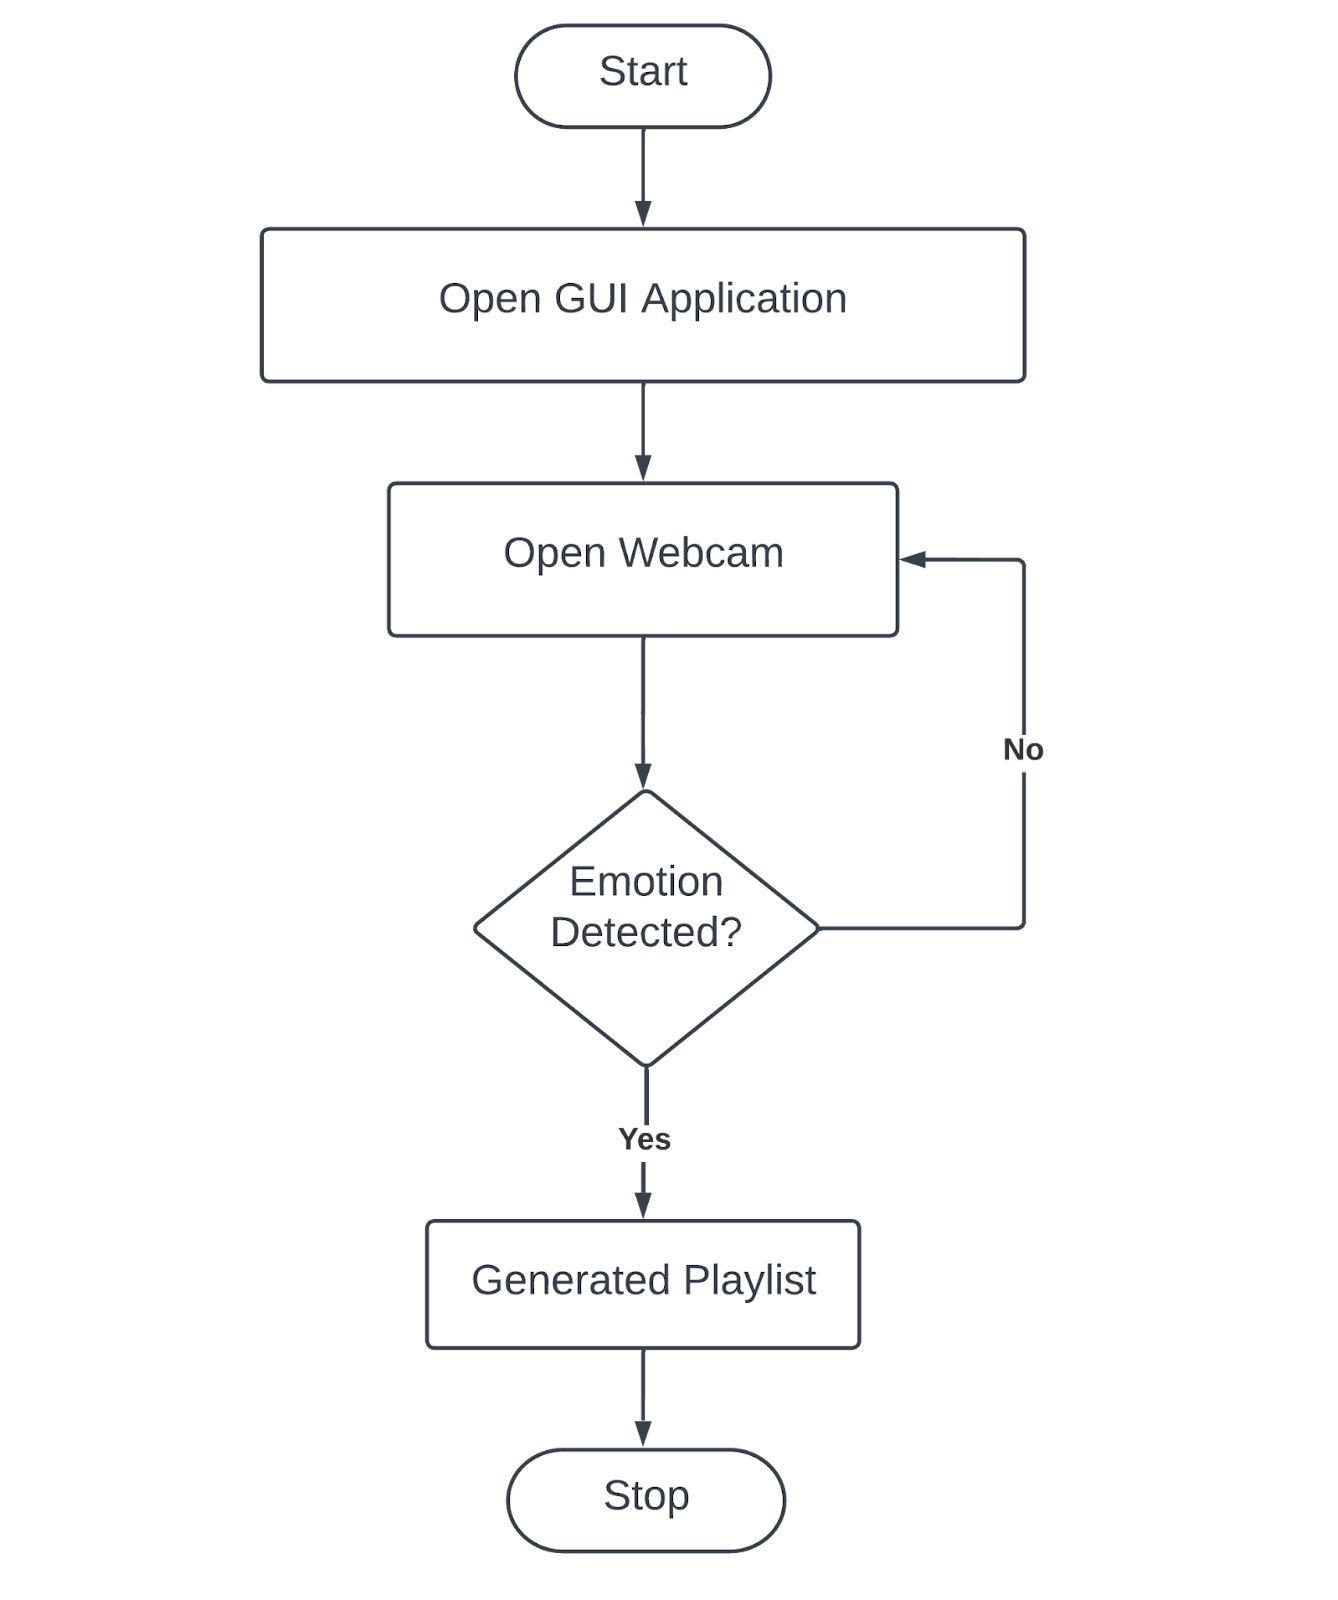 Start
Open GUI Application
Open Webcam
No
Emotion
Detected?
Yes
Generated Playlist
Stop